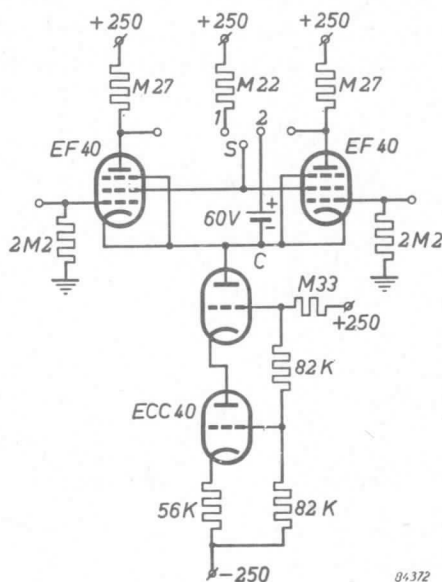 +250 +250 +250
M27 M22 M27
1 2
EF40 S EF40
60V + -
2M2 C 2M2
M33
+250
82K
ECC40
56K 82K
-250
84372